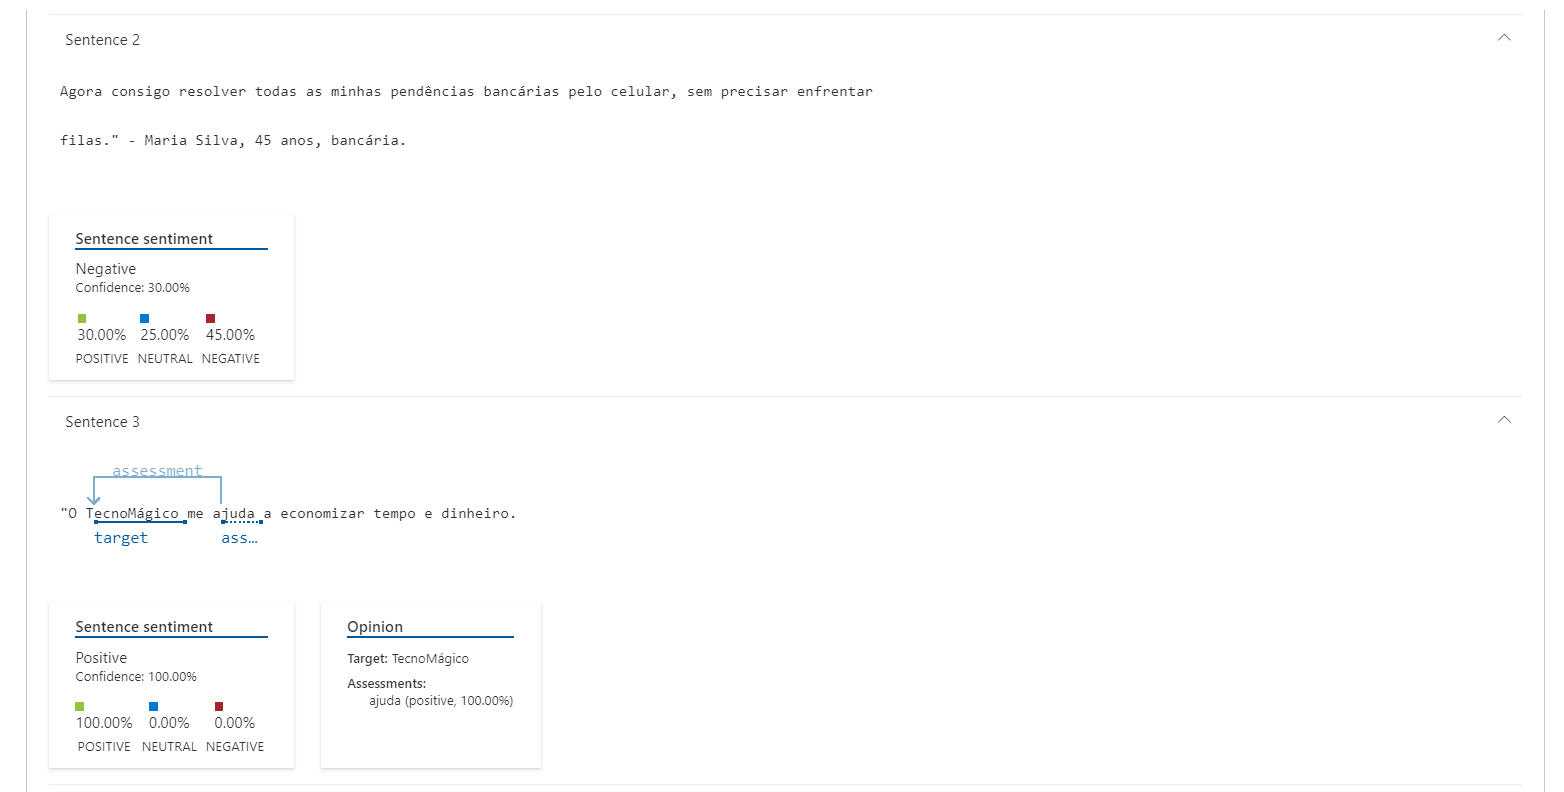 Sentence 2
Agora consigo resolver todas as minhas pendências bancárias pelo celular, sem precisar enfrentar
filas." - Maria Silva, 45 anos, bancária.
Sentence sentiment
Negative
Confidence: 30.00%
30.00% 25.00% 45.00%
POSITIVE NEUTRAL NEGATIVE
Sentence 3
assessment
"O TecnoMágico me ajuda a economizar tempo e dinheiro.
target ass…
Sentence sentiment
Positive
Confidence: 100.00%
100.00% 0.00% 0.00%
POSITIVE NEUTRAL NEGATIVE
Opinion
Target: TecnoMágico
Assessments:
ajuda (positive, 100.00%)